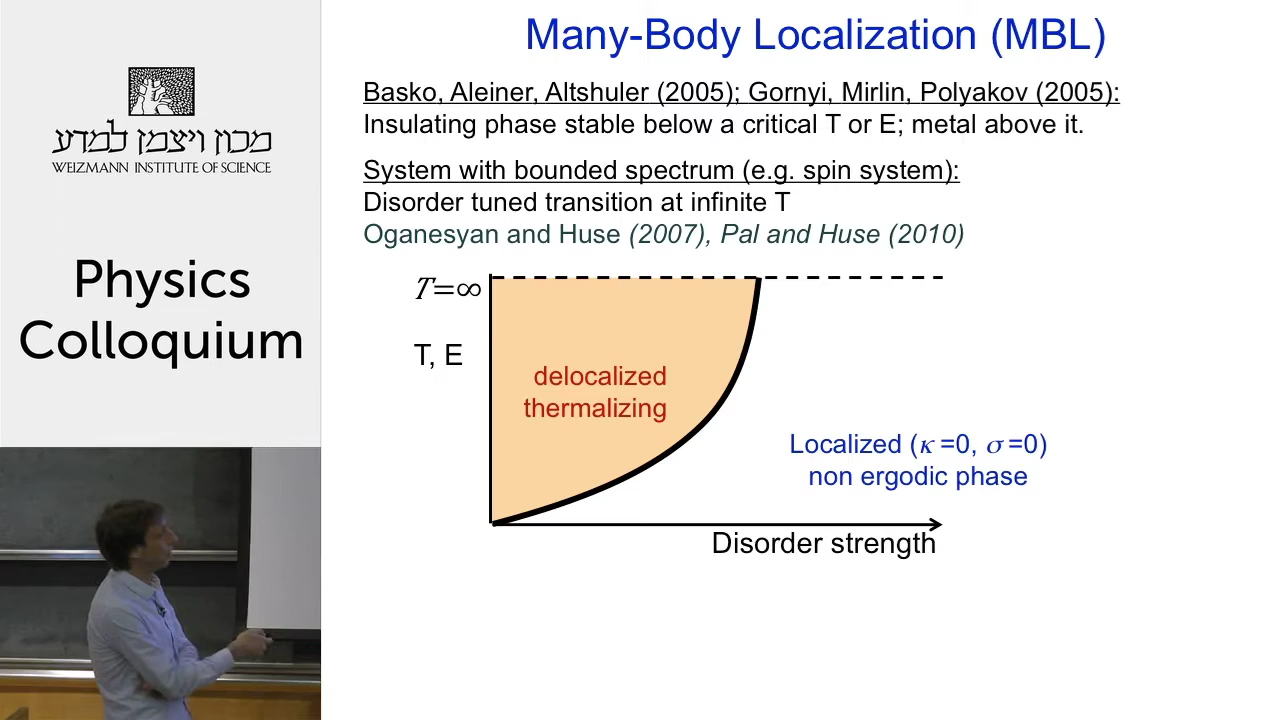 מכון ויצמן למדע
WEIZMANN INSTITUTE OF SCIENCE
Physics
Colloquium
Many-Body Localization (MBL)
Basko, Aleiner, Altshuler (2005); Gornyi, Mirlin, Polyakov (2005):
Insulating phase stable below a critical T or E; metal above it.
System with bounded spectrum (e.g. spin system):
Disorder tuned transition at infinite T
Oganesyan and Huse (2007), Pal and Huse (2010)
T=∞
T, E
delocalized
thermalizing
Localized (κ =0, σ =0)
non ergodic phase
Disorder strength